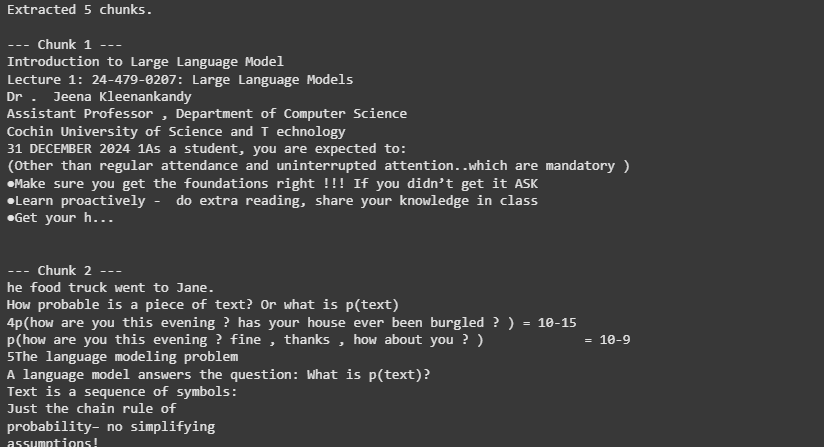 Extracted 5 chunks.
--- Chunk 1 ---
Introduction to Large Language Model
Lecture 1: 24-479-0207: Large Language Models
Dr .  Jeena Kleenankandy
Assistant Professor , Department of Computer Science
Cochin University of Science and T echnology
31 DECEMBER 2024 1As a student, you are expected to:
(Other than regular attendance and uninterrupted attention..which are mandatory )
●Make sure you get the foundations right !!! If you didn’t get it ASK
●Learn proactively -  do extra reading, share your knowledge in class
●Get your h...
--- Chunk 2 ---
he food truck went to Jane.
How probable is a piece of text? Or what is p(text)
4p(how are you this evening ? has your house ever been burgled ? ) = 10-15
p(how are you this evening ? fine , thanks , how about you ? )            = 10-9
5The language modeling problem
A language model answers the question: What is p(text)?
Text is a sequence of symbols:
Just the chain rule of
probability– no simplifying
assumptions!